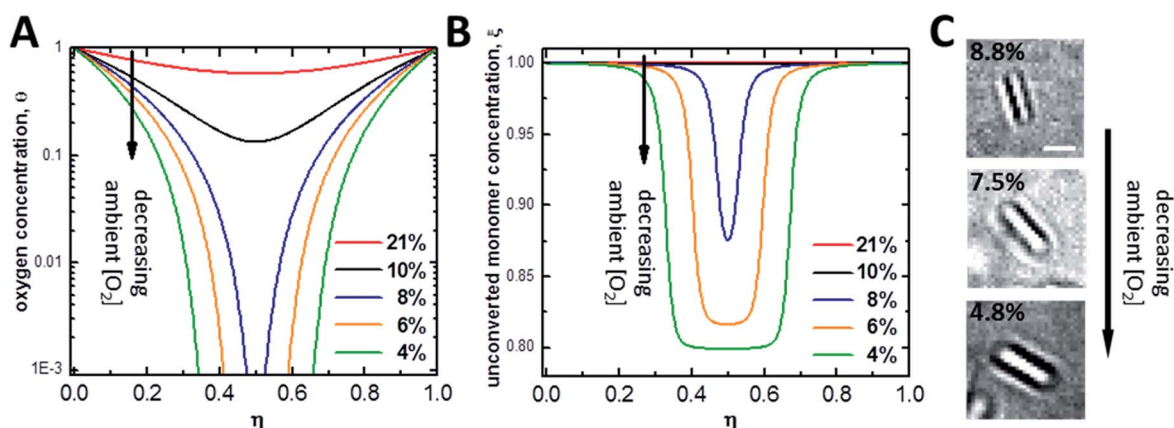 A
oxygen concentration, θ
1
0.1
0.01
1E-3
0.0 0.2 0.4 0.6 0.8 1.0
η
decreasing
ambient [O₂]
21%
10%
8%
6%
4%
B
unconverted monomer concentration, ξ
1.00
0.95
0.90
0.85
0.80
0.0 0.2 0.4 0.6 0.8 1.0
η
decreasing
ambient [O₂]
21%
10%
8%
6%
4%
C
8.8%
7.5%
4.8%
decreasing
ambient [O₂]